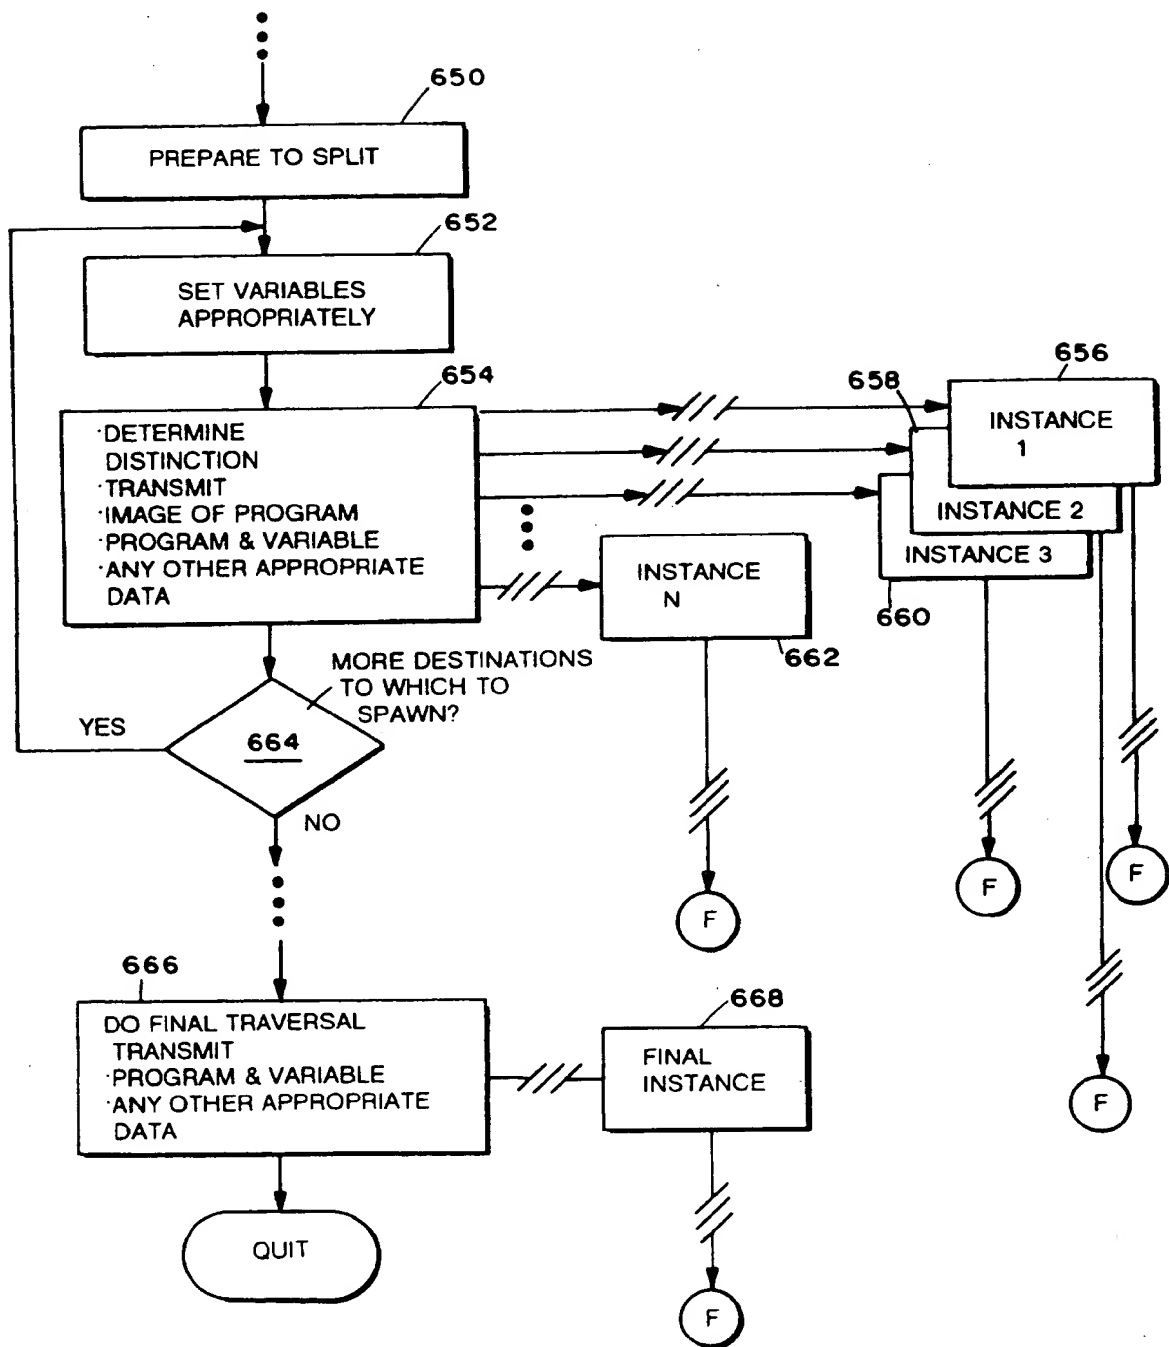 650
PREPARE TO SPLIT
652
SET VARIABLES
APPROPRIATELY
654
·DETERMINE
DISTINCTION
·TRANSMIT
·IMAGE OF PROGRAM
·PROGRAM & VARIABLE
·ANY OTHER APPROPRIATE
DATA
656
INSTANCE
1
658
INSTANCE 2
INSTANCE 3
660
INSTANCE
N
662
MORE DESTINATIONS
TO WHICH TO
SPAWN?
YES
664
NO
F
F
F
F
666
DO FINAL TRAVERSAL
TRANSMIT
·PROGRAM & VARIABLE
·ANY OTHER APPROPRIATE
DATA
668
FINAL
INSTANCE
QUIT
F